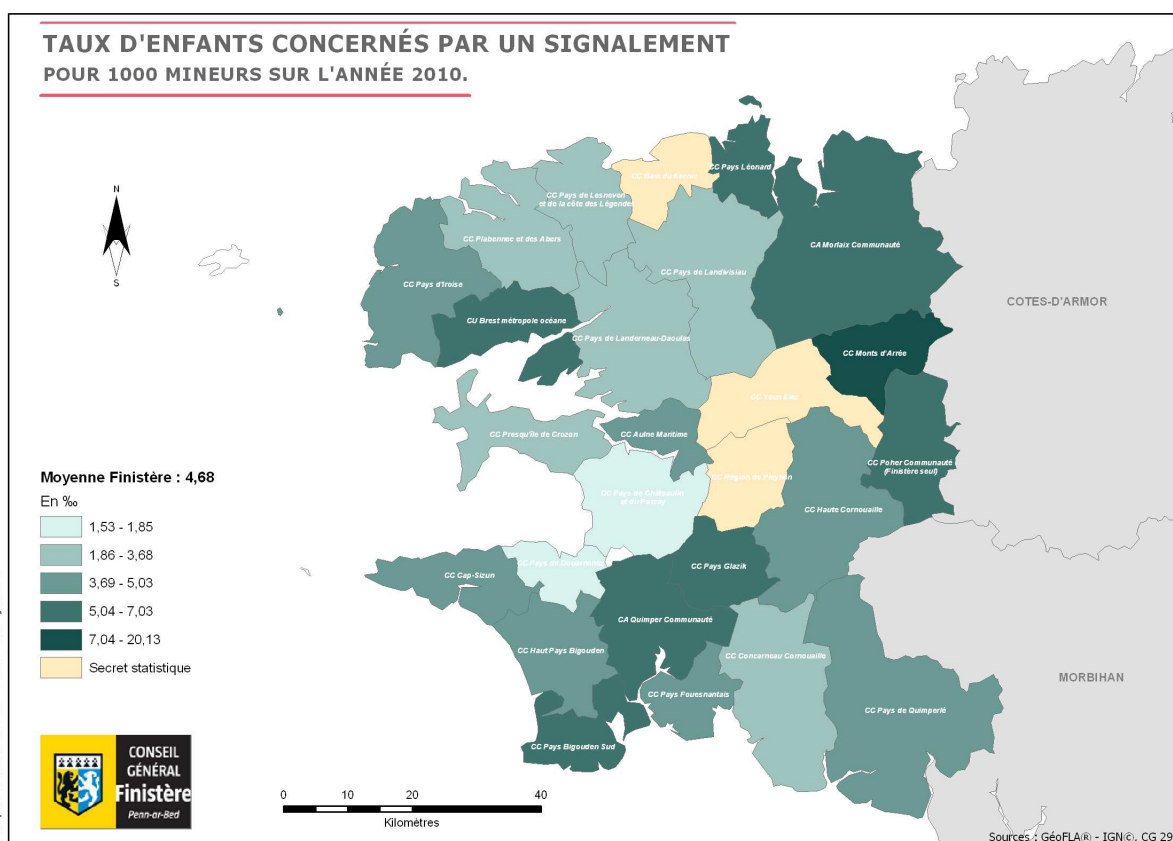 TAUX D'ENFANTS CONCERNÉS PAR UN SIGNALEMENT
POUR 1000 MINEURS SUR L'ANNÉE 2010.
N
S
CC Baie du Kernic
CC Pays Léonard
CC Pays de Lesneven
et de la côte des Légendes
CC Plabennec et des Abers
CA Morlaix Communauté
CC Pays de Landivisiau
CC Pays d'Iroise
COTES-D'ARMOR
CU Brest métropole océane
CC Pays de Landerneau-Daoulas
CC Monts d'Arrée
CC Yeun Elez
CC Presqu'île de Crozon
CC Aulne Maritime
CC Poher Communauté
(Finistère seul)
CC Région de Pleyben
CC Pays de Châteaulin
et du Porzay
CC Haute Cornouaille
Moyenne Finistère : 4,68
En ‰
1,53 - 1,85
1,86 - 3,68
3,69 - 5,03
5,04 - 7,03
7,04 - 20,13
Secret statistique
CC Pays de Douarnenez
CC Cap-Sizun
CC Pays Glazik
CA Quimper Communauté
CC Haut Pays Bigouden
CC Concarneau Cornouaille
MORBIHAN
CC Pays Fouesnantais
CC Pays de Quimperlé
CC Pays Bigouden Sud
CONSEIL
GÉNÉRAL
Finistère
Penn-ar-Bed
0 10 20 40
Kilomètres
Sources : GéoFLA® - IGN©, CG 29